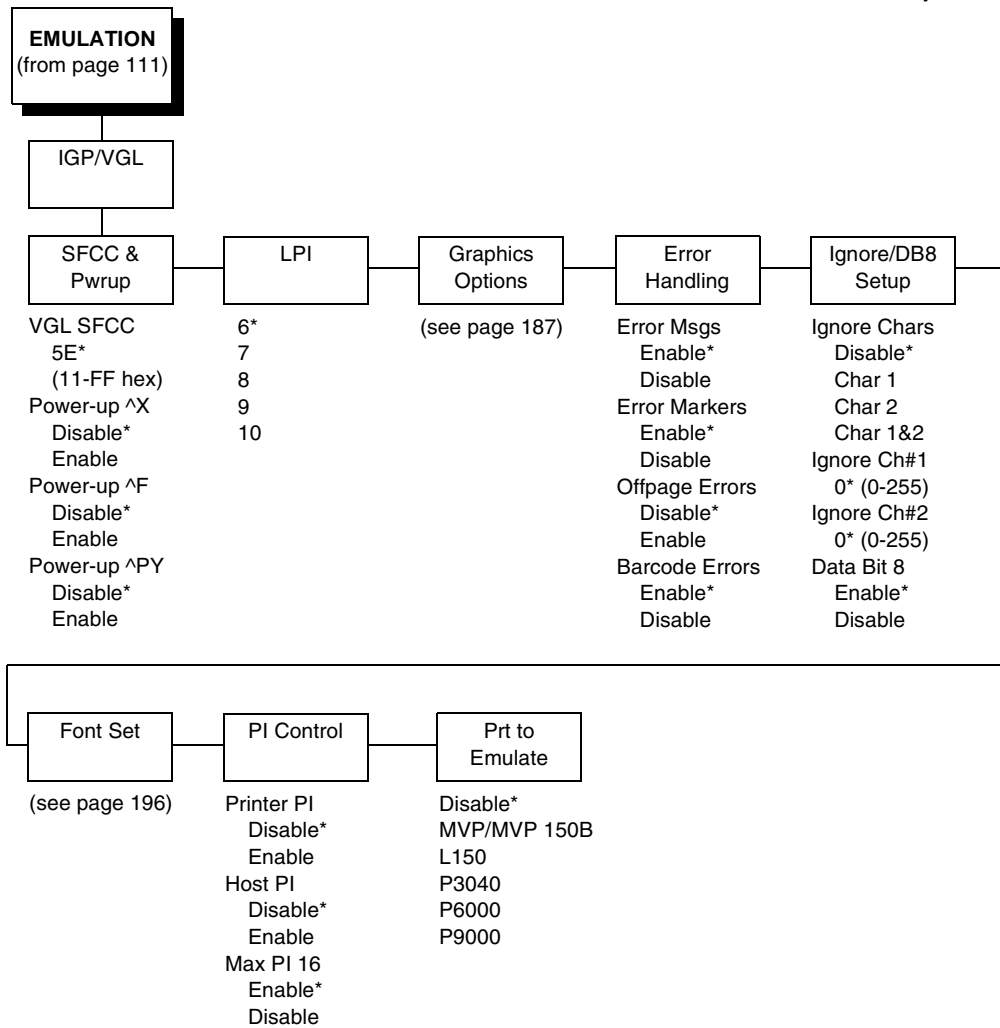 EMULATION
(from page 111)
IGP/VGL
SFCC &
Pwrup
LPI
Graphics
Options
Error
Handling
Ignore/DB8
Setup
VGL SFCC
5E*
(11-FF hex)
Power-up ^X
Disable*
Enable
Power-up ^F
Disable*
Enable
Power-up ^PY
Disable*
Enable
6*
7
8
9
10
(see page 187)
Error Msgs
Enable*
Disable
Error Markers
Enable*
Disable
Offpage Errors
Disable*
Enable
Barcode Errors
Enable*
Disable
Ignore Chars
Disable*
Char 1
Char 2
Char 1&2
Ignore Ch#1
0* (0-255)
Ignore Ch#2
0* (0-255)
Data Bit 8
Enable*
Disable
Font Set
PI Control
Prt to
Emulate
(see page 196)
Printer PI
Disable*
Enable
Host PI
Disable*
Enable
Max PI 16
Enable*
Disable
Disable*
MVP/MVP 150B
L150
P3040
P6000
P9000